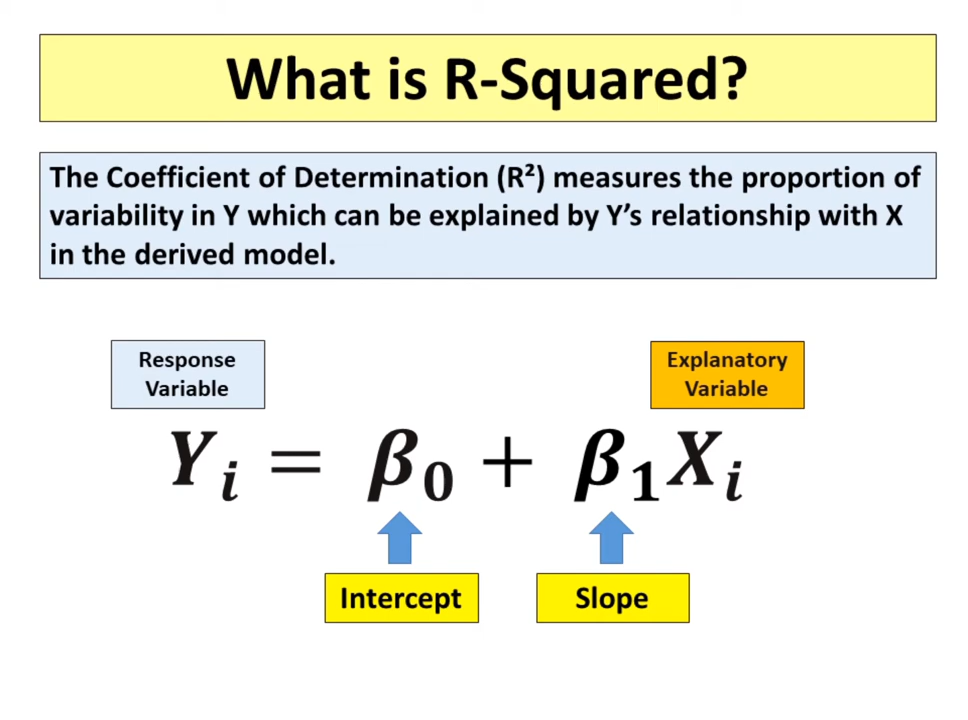 What is R-Squared?
The Coefficient of Determination (R²) measures the proportion of
variability in Y which can be explained by Y’s relationship with X
in the derived model.
Response
Variable
Explanatory
Variable
Yᵢ = β₀ + β₁Xᵢ
Intercept
Slope